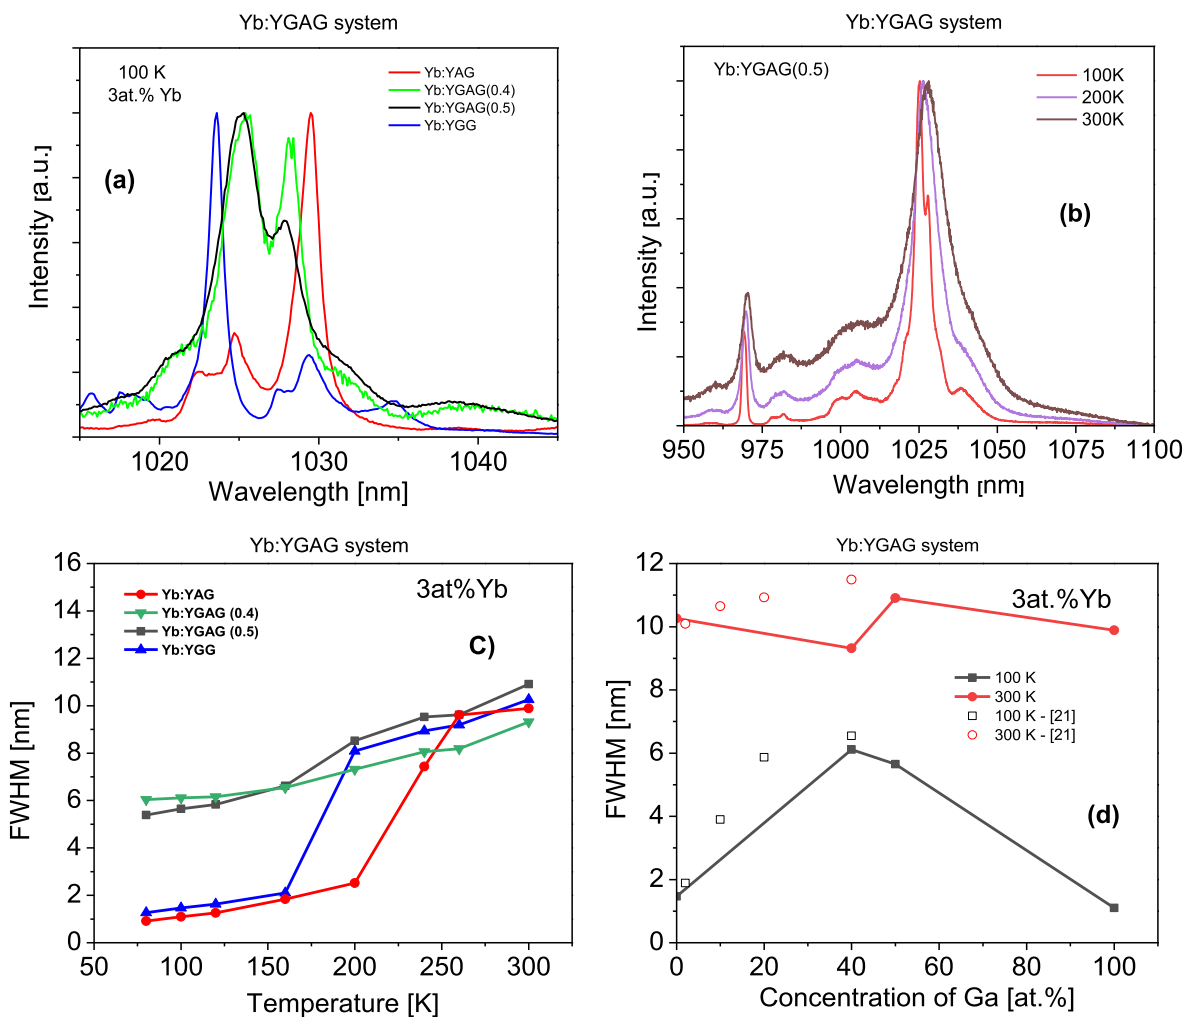 Yb:YGAG system
100 K
3at.% Yb
Yb:YAG
Yb:YGAG(0.4)
Yb:YGAG(0.5)
Yb:YGG
(a)
Intensity [a.u.]
1020 1030 1040
Wavelength [nm]
Yb:YGAG system
Yb:YGAG(0.5)
100K
200K
300K
(b)
Intensity [a.u.]
950 975 1000 1025 1050 1075 1100
Wavelength [nm]
Yb:YGAG system
3at%Yb
Yb:YAG
Yb:YGAG (0.4)
Yb:YGAG (0.5)
Yb:YGG
C)
FWHM [nm]
16
14
12
10
8
6
4
2
0
50 100 150 200 250 300
Temperature [K]
Yb:YGAG system
3at.%Yb
100 K
300 K
100 K - [21]
300 K - [21]
(d)
FWHM [nm]
12
10
8
6
4
2
0
0 20 40 60 80 100
Concentration of Ga [at.%]